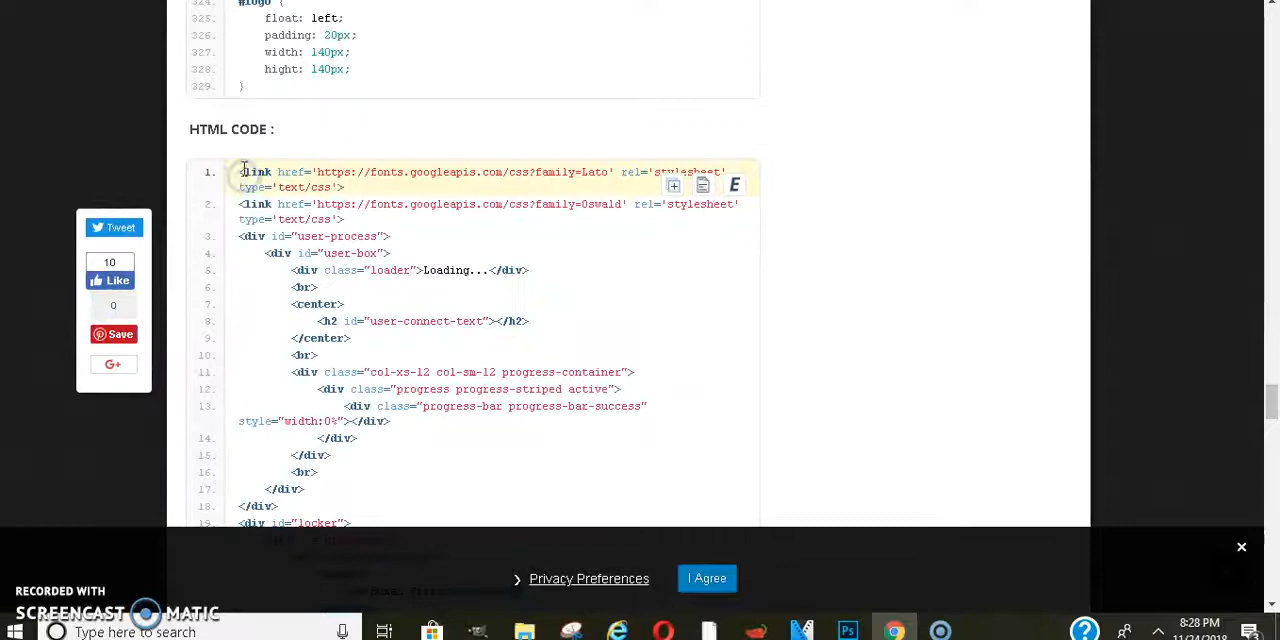 324. #logo {
325. float: left;
326. padding: 20px;
327. width: 140px;
328. hight: 140px;
329. }
HTML CODE :
1. <link href='https://fonts.googleapis.com/css?family=Lato' rel='stylesheet'
type='text/css'>
E
2. <link href='https://fonts.googleapis.com/css?family=Oswald' rel='stylesheet'
type='text/css'>
3. <div id="user-process">
4. <div id="user-box">
5. <div class="loader">Loading...</div>
6. <br>
7. <center>
8. <h2 id="user-connect-text"></h2>
9. </center>
10. <br>
11. <div class="col-xs-12 col-sm-12 progress-container">
12. <div class="progress progress-striped active">
13. <div class="progress-bar progress-bar-success"
style="width:0%"></div>
14. </div>
15. </div>
16. <br>
17. </div>
18. </div>
19. <div id="locker">
Tweet
10
Like
0
Save
G+
Privacy Preferences
I Agree
RECORDED WITH
SCREENCAST MATIC
Type here to search
Ps
?
8:28 PM
11/24/2018
3